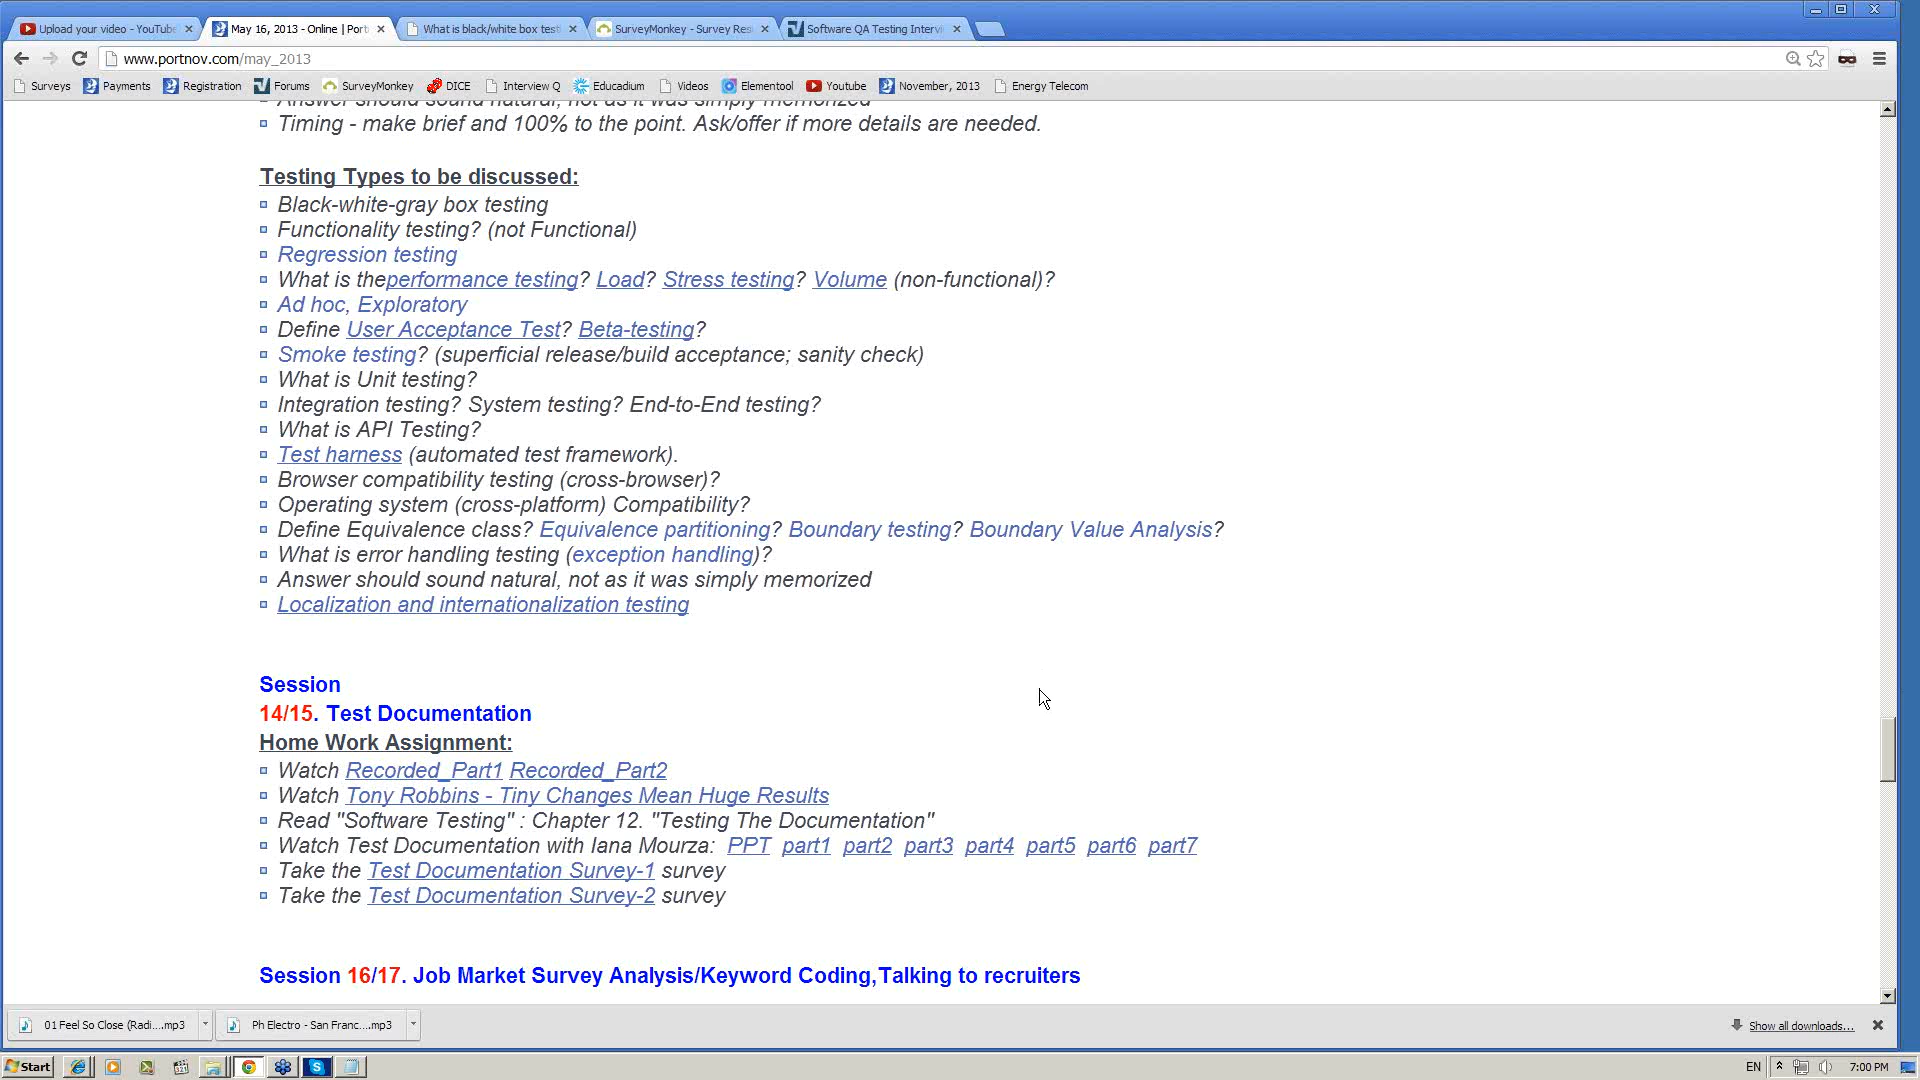 Upload your video - YouTube
May 16, 2013 - Online | Port
What is black/white box test
SurveyMonkey - Survey Res
Software QA Testing Intervi
www.portnov.com/may_2013
Surveys Payments Registration Forums SurveyMonkey DICE Interview Q Educadium Videos Elementool Youtube November, 2013 Energy Telecom
Answer should sound natural, not as it was simply memorized
Timing - make brief and 100% to the point. Ask/offer if more details are needed.
Testing Types to be discussed:
Black-white-gray box testing
Functionality testing? (not Functional)
Regression testing
What is theperformance testing? Load? Stress testing? Volume (non-functional)?
Ad hoc, Exploratory
Define User Acceptance Test? Beta-testing?
Smoke testing? (superficial release/build acceptance; sanity check)
What is Unit testing?
Integration testing? System testing? End-to-End testing?
What is API Testing?
Test harness (automated test framework).
Browser compatibility testing (cross-browser)?
Operating system (cross-platform) Compatibility?
Define Equivalence class? Equivalence partitioning? Boundary testing? Boundary Value Analysis?
What is error handling testing (exception handling)?
Answer should sound natural, not as it was simply memorized
Localization and internationalization testing
Session
14/15. Test Documentation
Home Work Assignment:
Watch Recorded_Part1 Recorded_Part2
Watch Tony Robbins - Tiny Changes Mean Huge Results
Read "Software Testing" : Chapter 12. "Testing The Documentation"
Watch Test Documentation with Iana Mourza: PPT part1 part2 part3 part4 part5 part6 part7
Take the Test Documentation Survey-1 survey
Take the Test Documentation Survey-2 survey
Session 16/17. Job Market Survey Analysis/Keyword Coding,Talking to recruiters
01 Feel So Close (Radi....mp3
Ph Electro - San Franc....mp3
Show all downloads...
Start
EN
7:00 PM